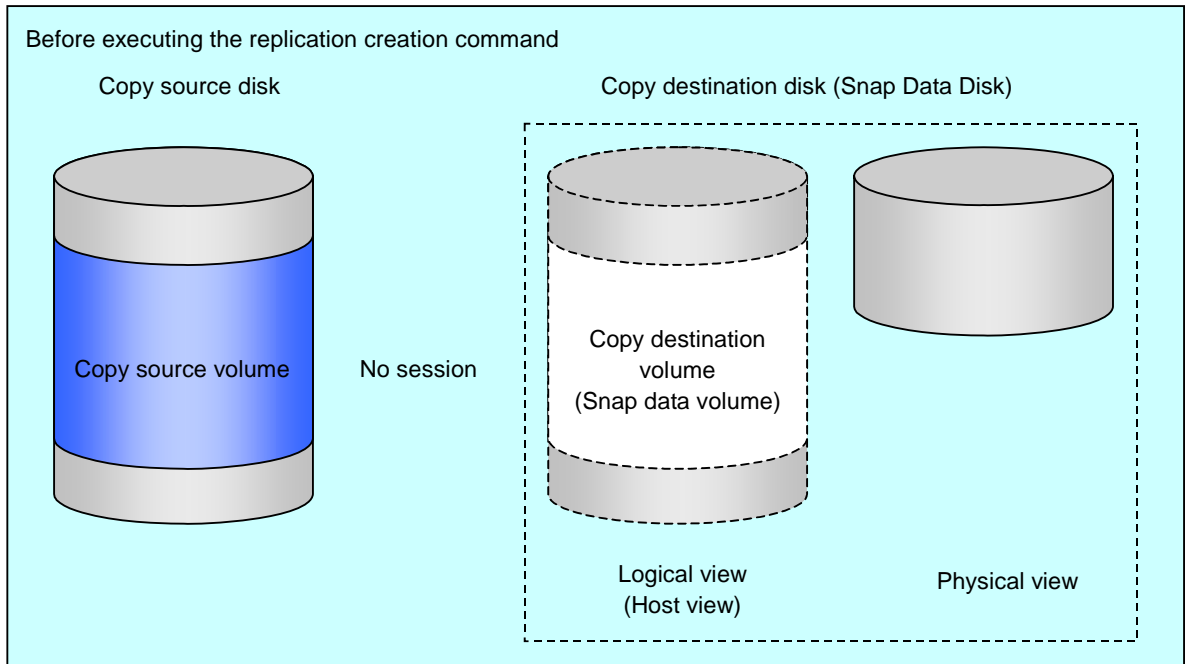 Before executing the replication creation command
Copy source disk
Copy destination disk (Snap Data Disk)
Copy source volume
No session
Copy destination
volume
(Snap data volume)
Logical view
(Host view)
Physical view